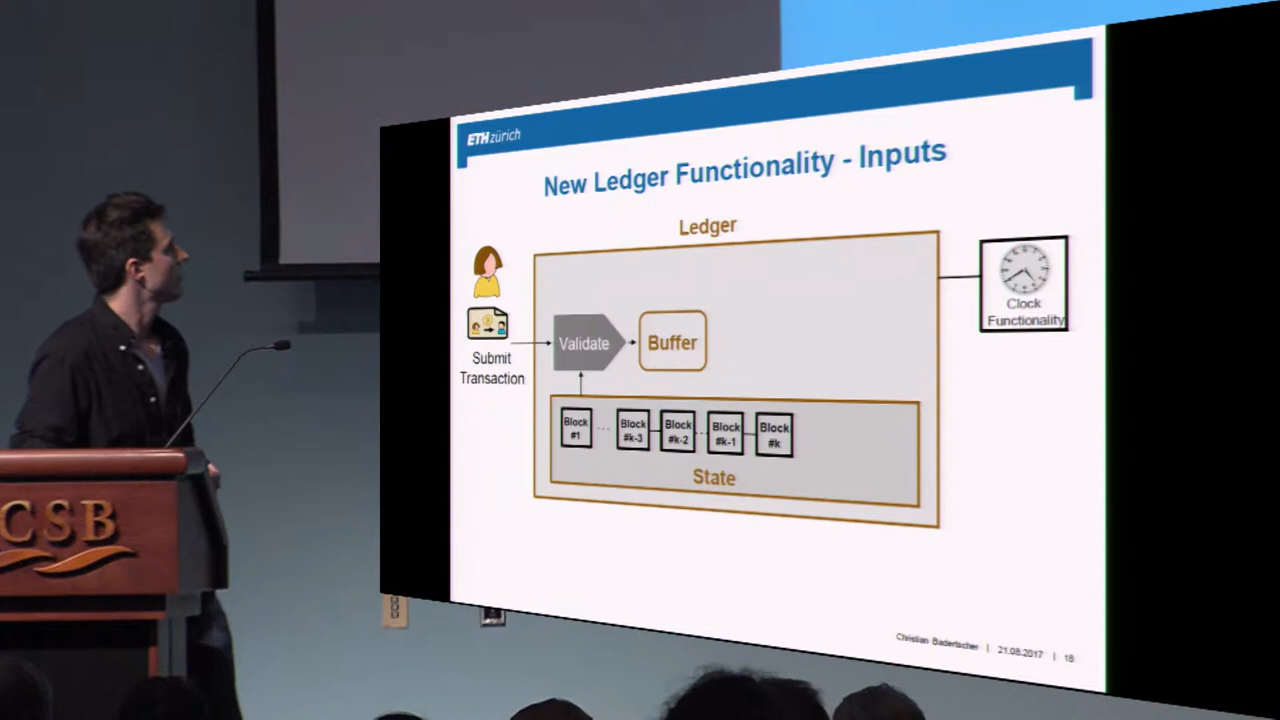 ETHzürich
New Ledger Functionality - Inputs
Ledger
Submit
Transaction
Validate
Buffer
Clock
Functionality
Block
#1
Block
#k-3
Block
#k-2
Block
#k-1
Block
#k
State
Christian Badertscher | 21.08.2017 | 18
CSB